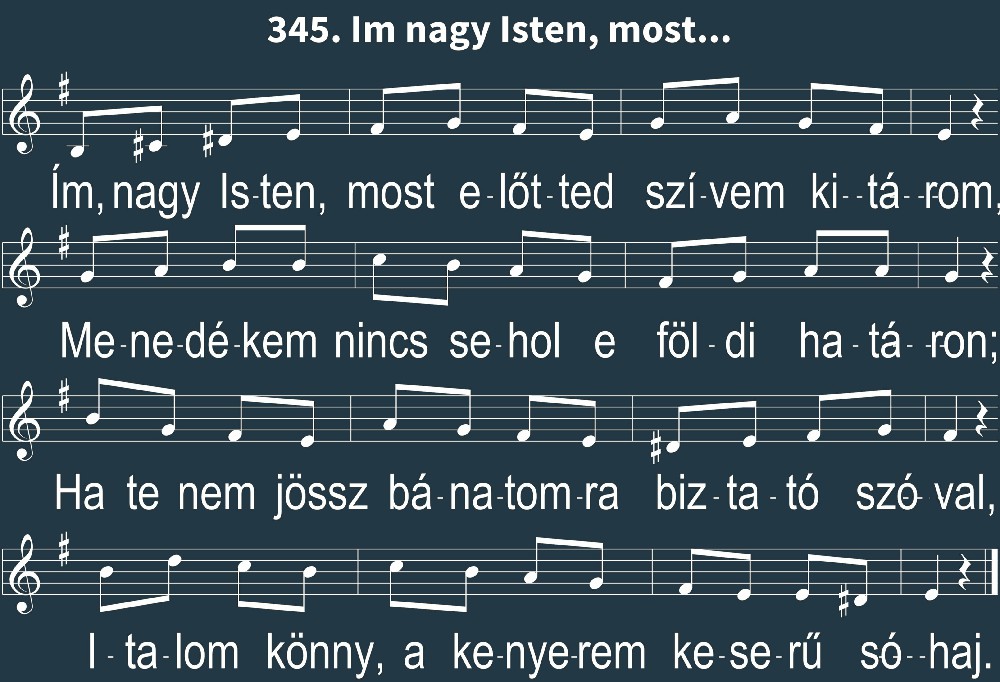 345. Im nagy Isten, most...
Ím, nagy Is-ten, most e-lőt-ted szí-vem ki--tá--rom,
Me-ne-dé-kem nincs se-hol e föl-di ha-tá--ron;
Ha te nem jössz bá-na-tom-ra biz-ta-tó szó-val,
I-ta-lom könny, a ke-nye-rem ke-se-rű só--haj.